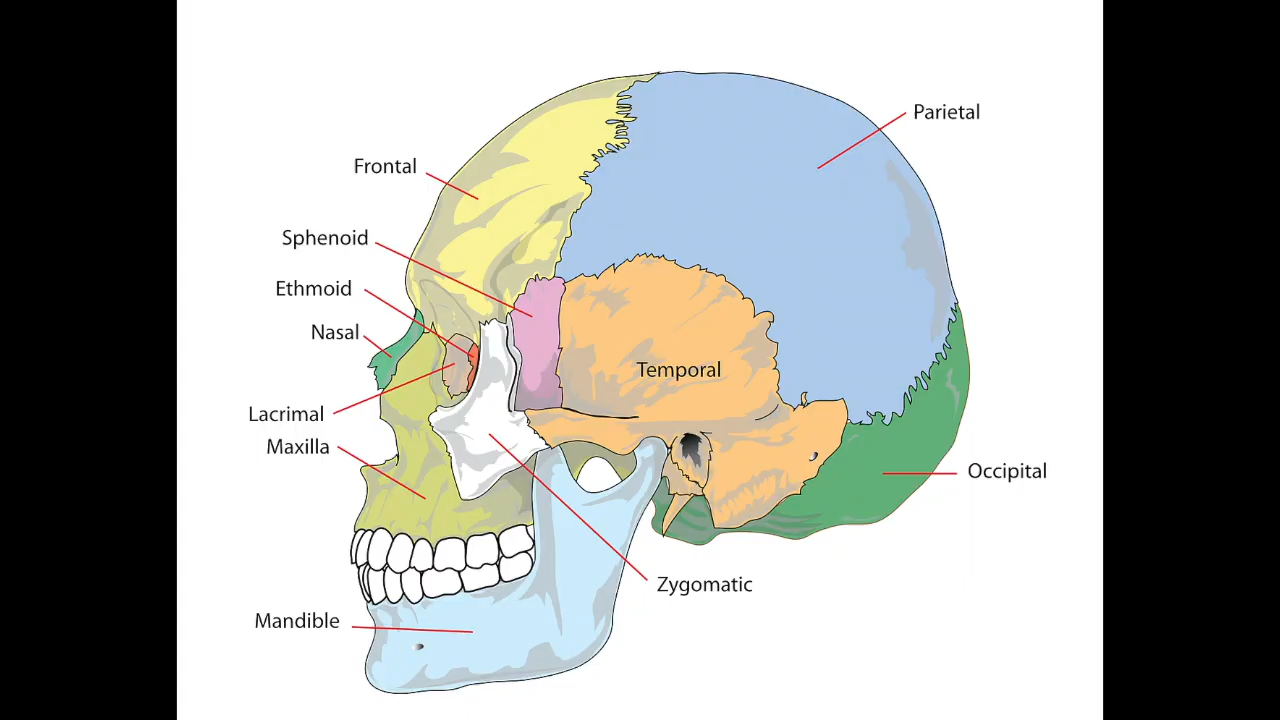 Parietal
Frontal
Sphenoid
Ethmoid
Nasal
Temporal
Lacrimal
Maxilla
Occipital
Zygomatic
Mandible